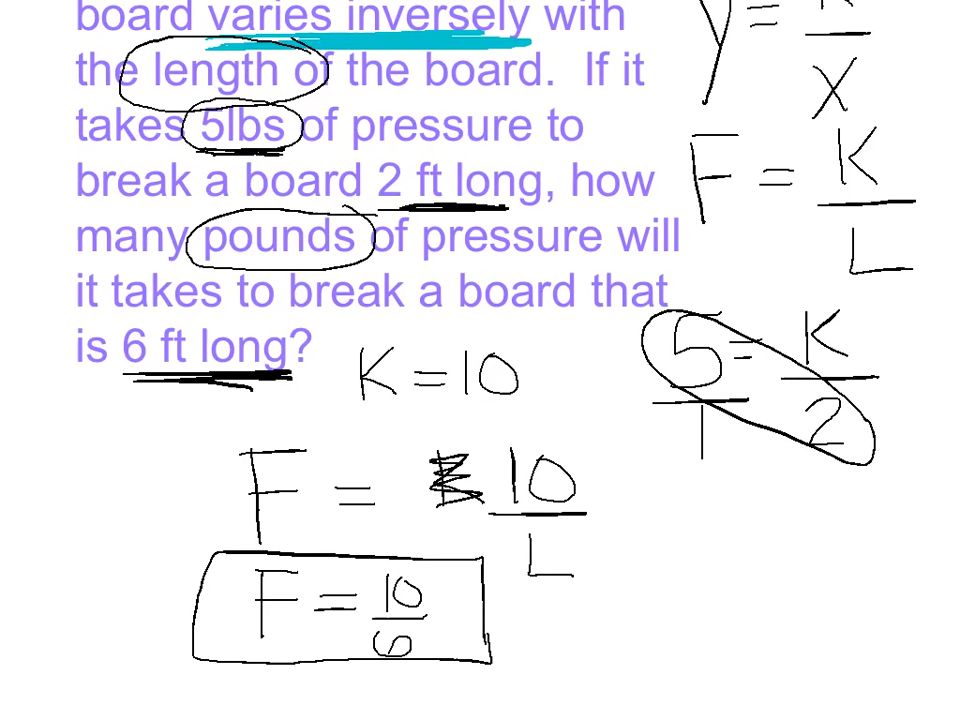 board varies inversely with
the length of the board. If it
takes 5lbs of pressure to
break a board 2 ft long, how
many pounds of pressure will
it takes to break a board that
is 6 ft long?
y = K/X
F = K/L
5/1 = K/2
K = 10
F = 10/L
F = 10/6